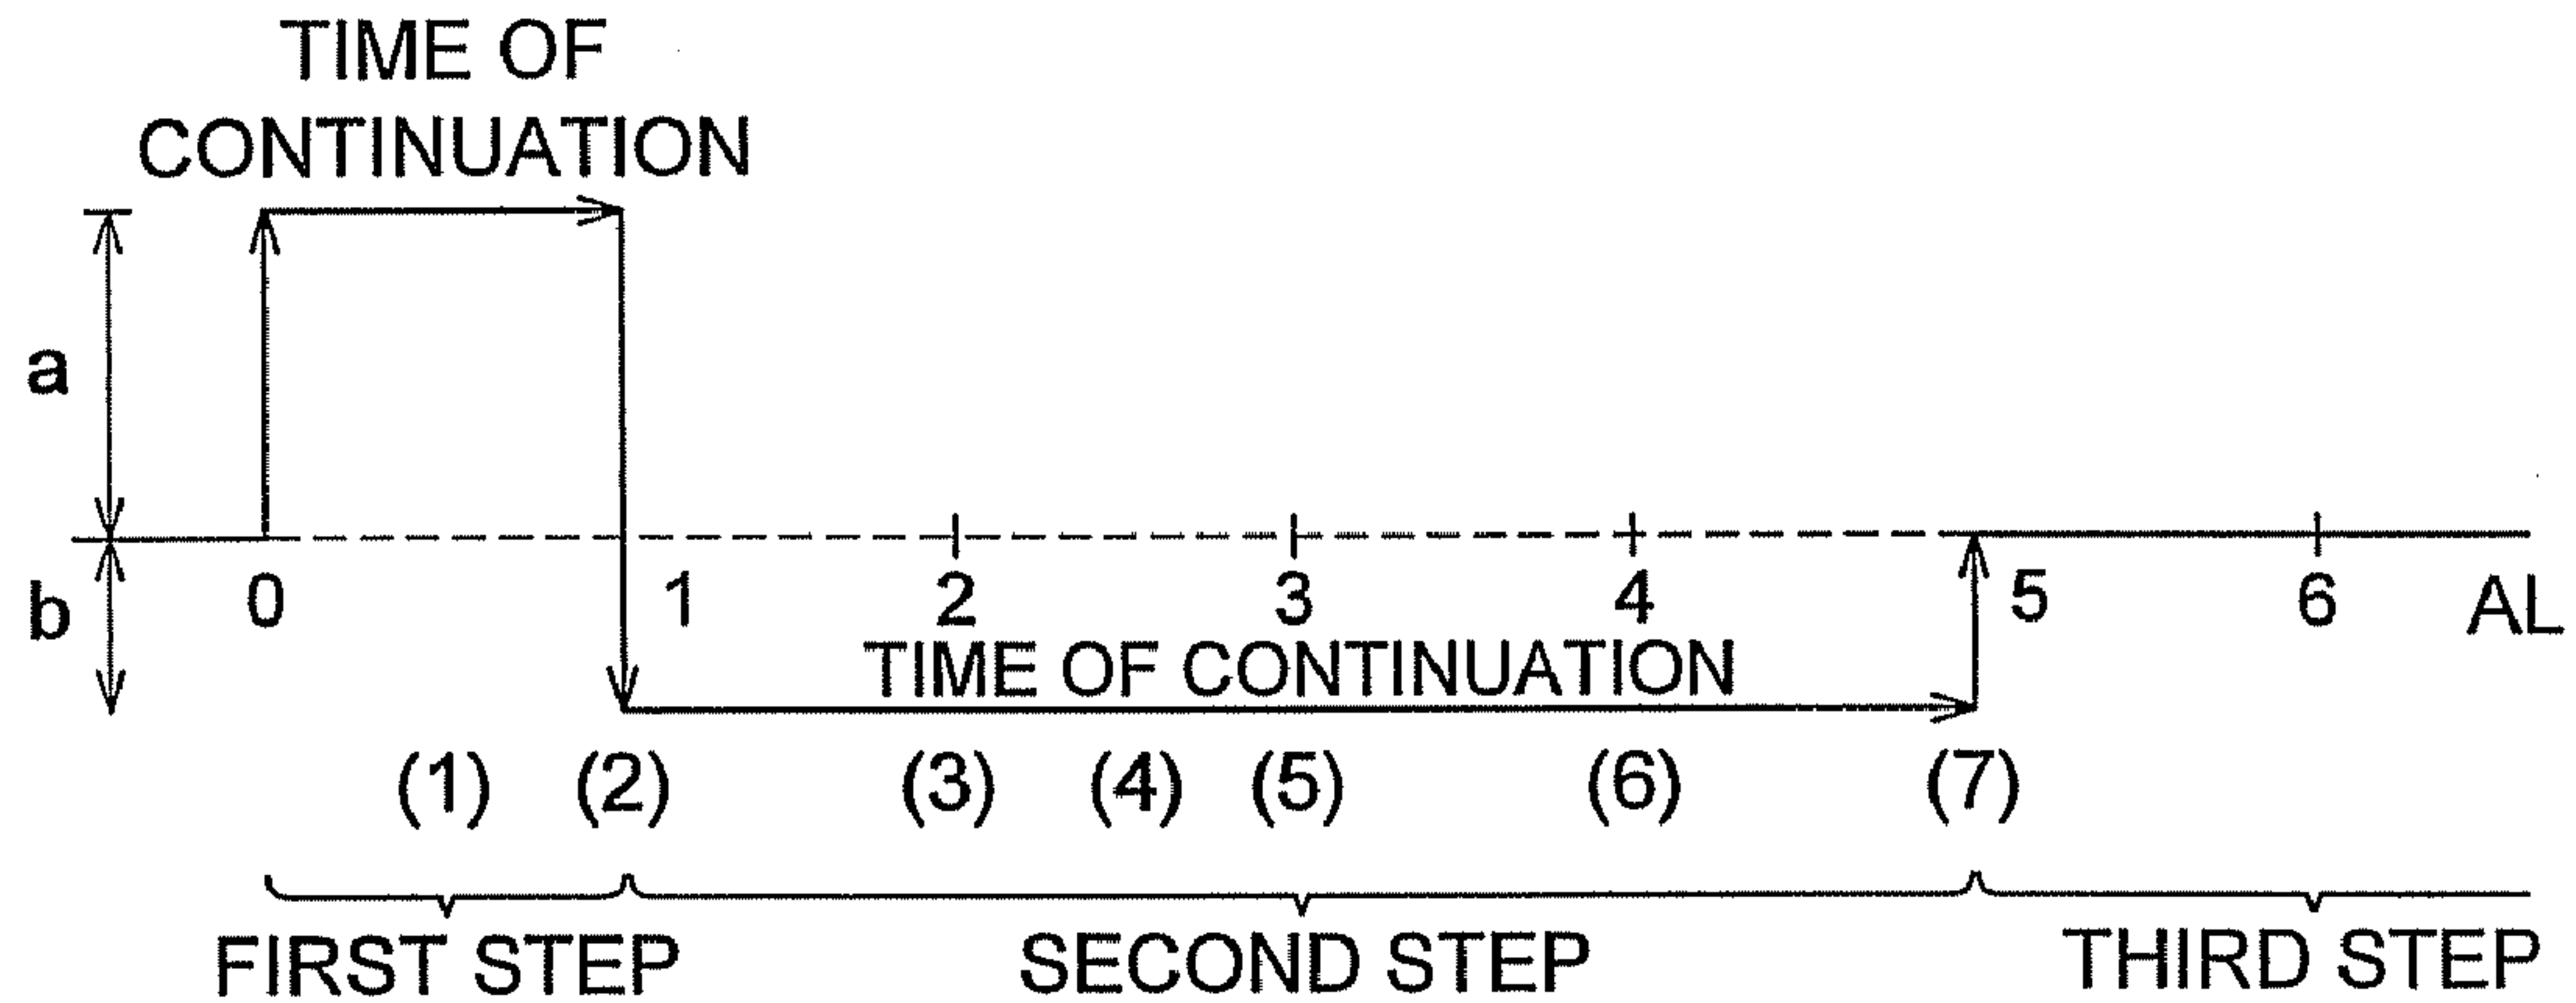 TIME OF
CONTINUATION
a
b
0 1 2 3 4 5 6 AL
TIME OF CONTINUATION
(1) (2) (3) (4) (5) (6) (7)
FIRST STEP SECOND STEP THIRD STEP